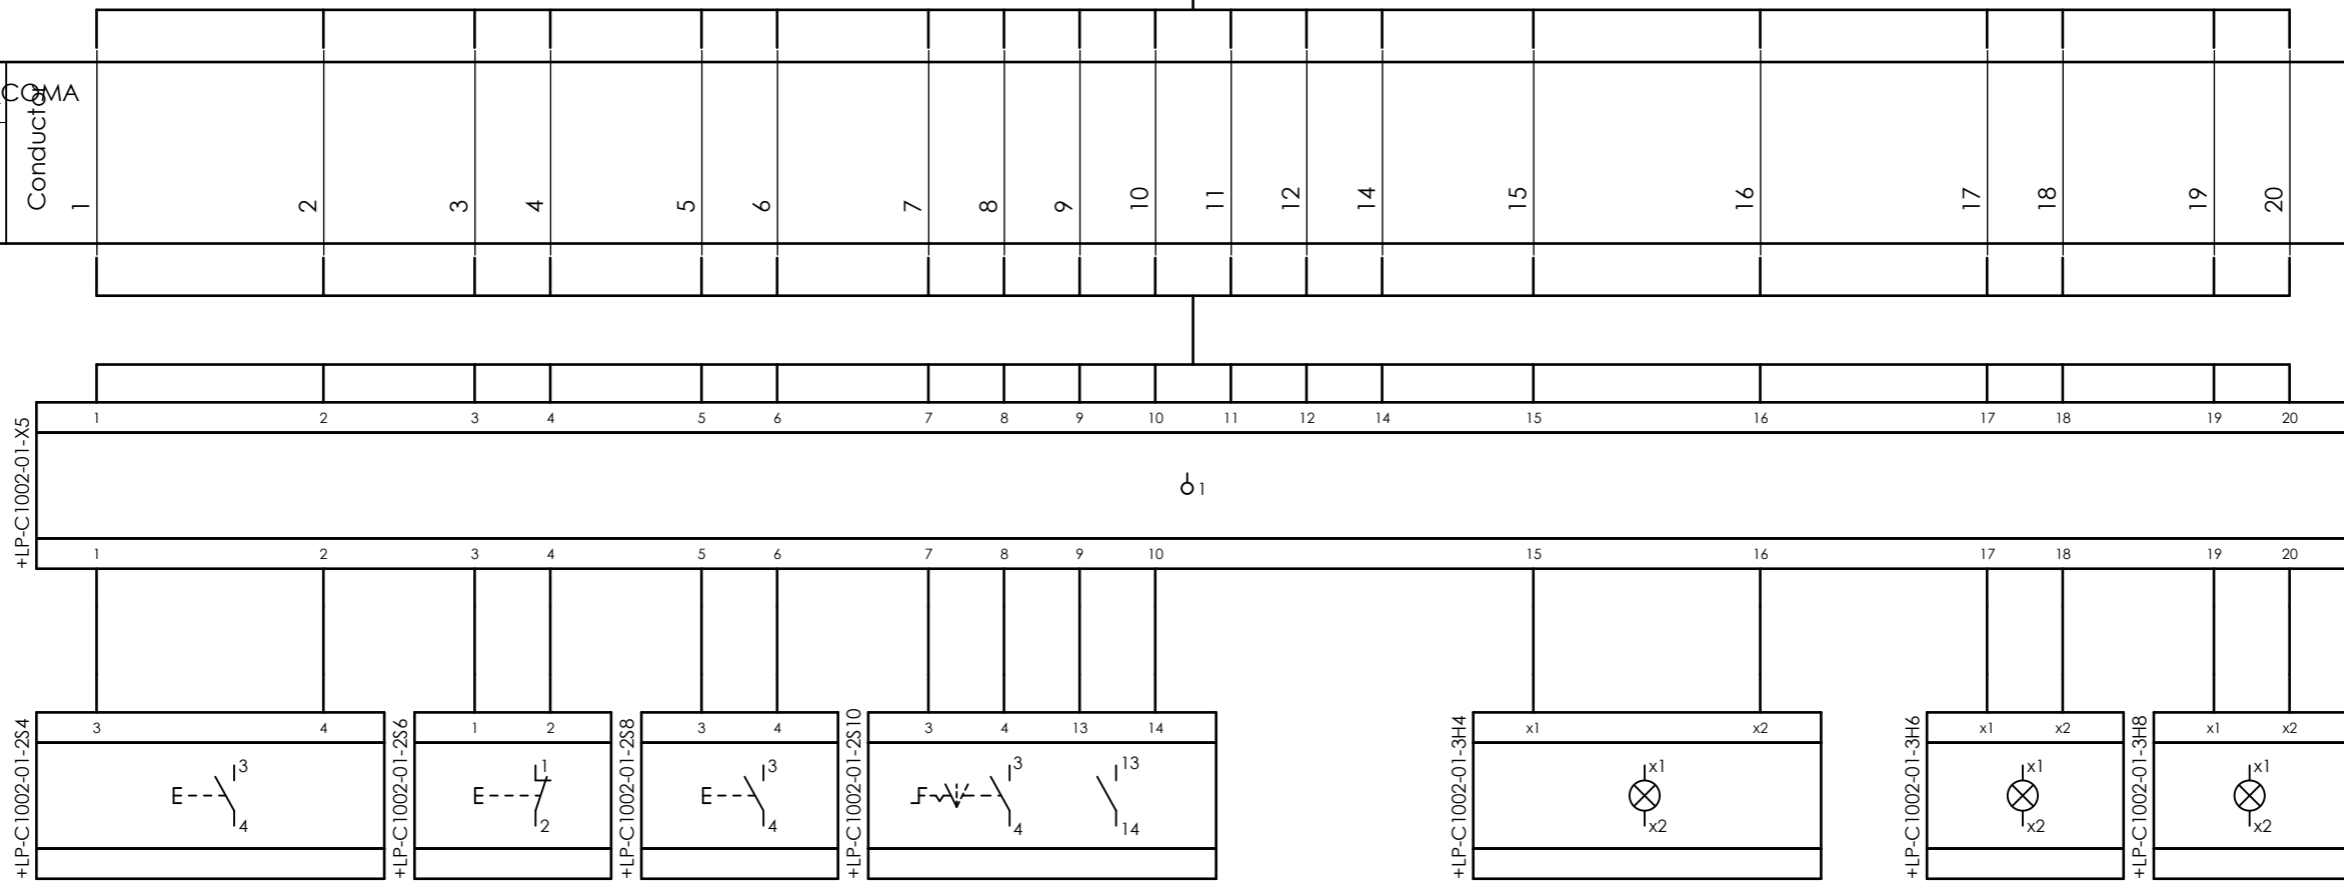 COMA
Conductor
1 2 3 4 5 6 7 8 9 10 11 12 14 15 16 17 18 19 20
+LP-C1002-01-X5
1 2 3 4 5 6 7 8 9 10 11 12 14 15 16 17 18 19 20
1
1 2 3 4 5 6 7 8 9 10 15 16 17 18 19 20
+LP-C1002-01-2S4
3 4
3
4
+LP-C1002-01-2S6
1 2
1
2
+LP-C1002-01-2S8
3 4
3
4
+LP-C1002-01-2S10
3 4 13 14
3 13
4 14
+LP-C1002-01-3H4
x1 x2
x1
x2
+LP-C1002-01-3H6
x1 x2
x1
x2
+LP-C1002-01-3H8
x1 x2
x1
x2